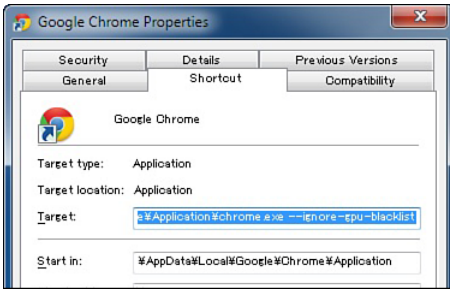 Google Chrome Properties
Security Details Previous Versions
General Shortcut Compatibility
Google Chrome
Target type: Application
Target location: Application
Target: e¥Application¥chrome.exe --ignore-gpu-blacklist
Start in: ¥AppData¥Local¥Google¥Chrome¥Application